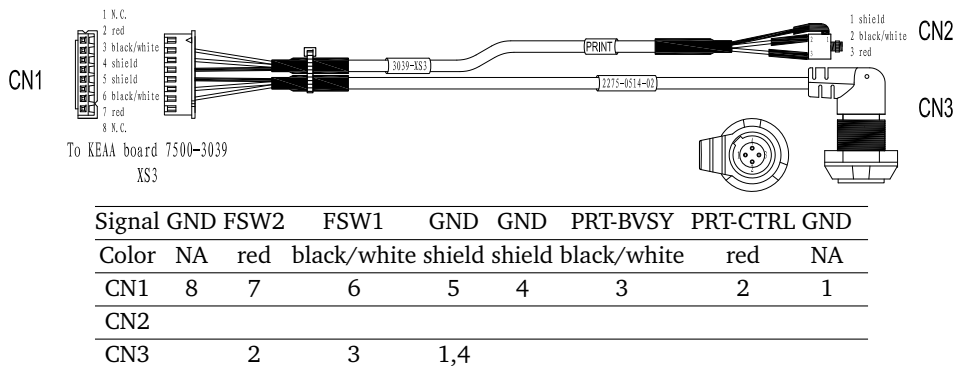 1 N.C.
2 red
3 black/white
4 shield
5 shield
6 black/white
7 red
8 N.C.
CN1
To KEAA board 7500-3039
XS3
3039-XS3
PRINT
2275-0514-02
1 shield
2 black/white
3 red
CN2
CN3
Signal GND FSW2 FSW1 GND GND PRT-BVSY PRT-CTRL GND
Color NA red black/white shield shield black/white red NA
CN1 8 7 6 5 4 3 2 1
CN2
CN3 2 3 1,4